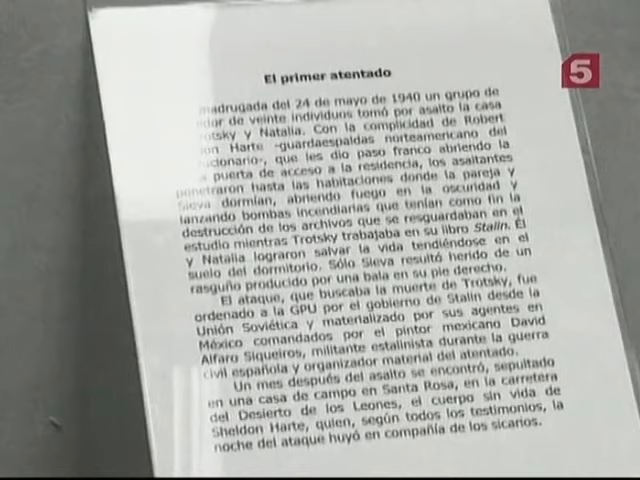 5
El primer atentado
madrugada del 24 de mayo de 1940 un grupo de
de veinte individuos tomó por asalto la casa
y Natalia. Con la complicidad de Robert
Harte -guardaespaldas norteamericano del
que les dio paso franco abriendo la
puerta de acceso a la residencia, los asaltantes
penetraron hasta las habitaciones donde la pareja y
Sieva dormían, abriendo fuego en la oscuridad y
lanzando bombas incendiarias que tenían como fin la
destrucción de los archivos que se resguardaban en el
estudio mientras Trotsky trabajaba en su libro Stalin. Él
y Natalia lograron salvar la vida tendiéndose en el
suelo del dormitorio. Sólo Sieva resultó herido de un
rasguño producido por una bala en su pie derecho.
El ataque, que buscaba la muerte de Trotsky, fue
ordenado a la GPU por el gobierno de Stalin desde la
Unión Soviética y materializado por sus agentes en
México comandados por el pintor mexicano David
Alfaro Siqueiros, militante estalinista durante la guerra
civil española y organizador material del atentado.
Un mes después del asalto se encontró, sepultado
en una casa de campo en Santa Rosa, en la carretera
del Desierto de los Leones, el cuerpo sin vida de
Sheldon Harte, quien, según todos los testimonios, la
noche del ataque huyó en compañía de los sicarios.